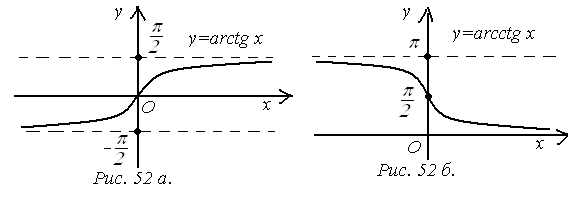 y
π/2
y=arctg x
O
x
-π/2
Рис. 52 а.
y
π
y=arcctg x
π/2
O
x
Рис. 52 б.